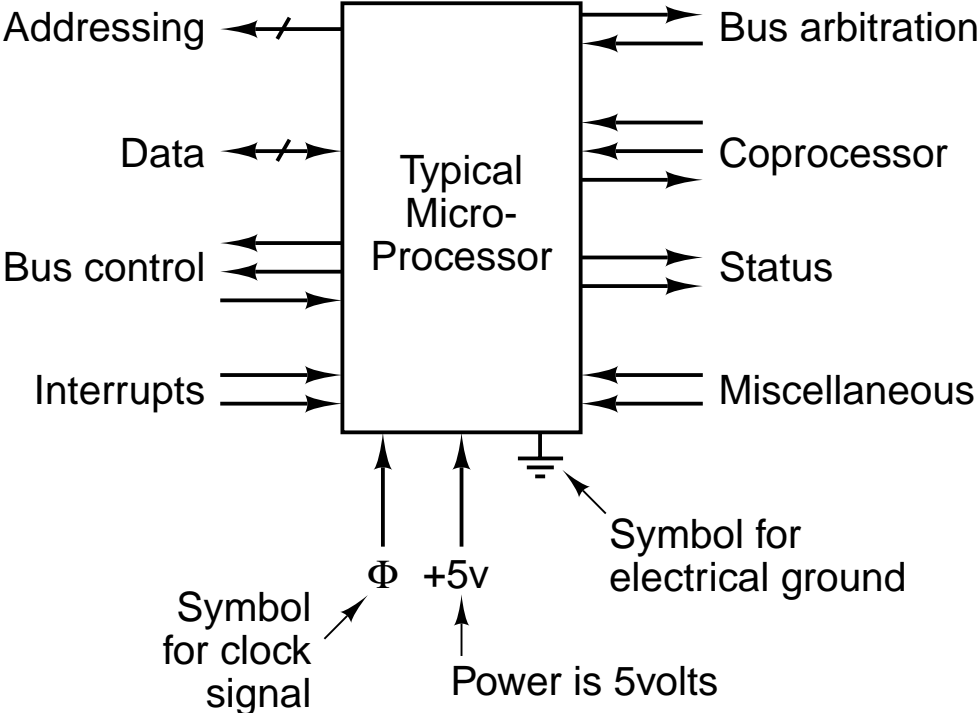 Addressing
Bus arbitration
Data
Coprocessor
Typical
Micro-
Processor
Bus control
Status
Interrupts
Miscellaneous
Φ +5v
Symbol for
electrical ground
Symbol
for clock
signal
Power is 5volts